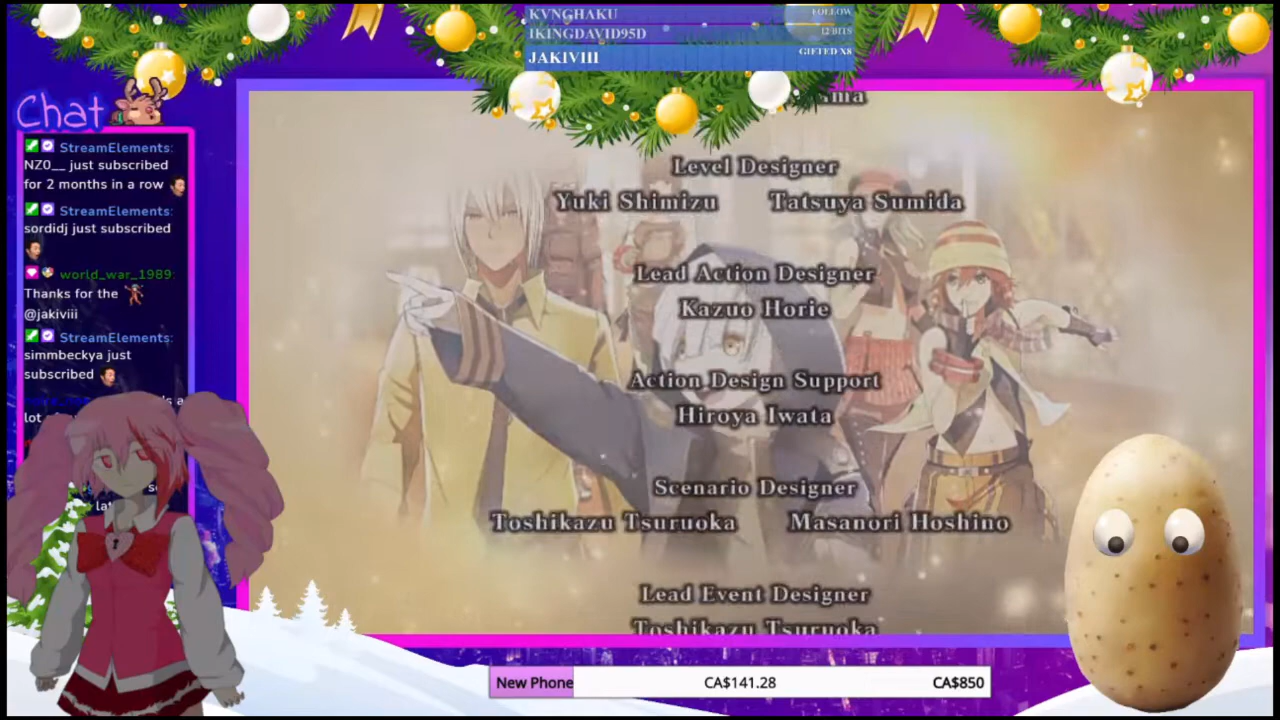 KVNGHAKU FOLLOW
1KINGDAVID95D 12 BITS
JAKIVIII GIFTED X8
Chat
StreamElements:
NZ0__ just subscribed
for 2 months in a row
StreamElements:
sordidj just subscribed
world_war_1989:
Thanks for the
@jakiviii
StreamElements:
simmbeckya just
subscribed
lot
Level Designer
Yuki Shimizu Tatsuya Sumida
Lead Action Designer
Kazuo Horie
Action Design Support
Hiroya Iwata
Scenario Designer
Toshikazu Tsuruoka Masanori Hoshino
Lead Event Designer
Toshikazu Tsuruoka
New Phone CA$141.28 CA$850